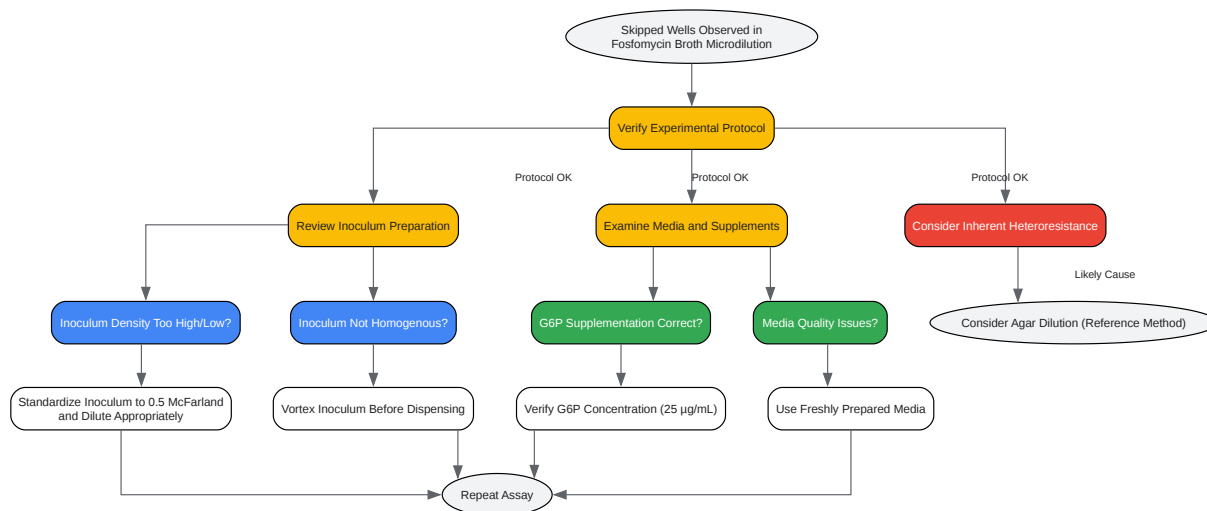 Skipped Wells Observed in
Fosfomycin Broth Microdilution
Verify Experimental Protocol
Protocol OK
Protocol OK
Protocol OK
Review Inoculum Preparation
Examine Media and Supplements
Consider Inherent Heteroresistance
Likely Cause
Inoculum Density Too High/Low?
Inoculum Not Homogenous?
G6P Supplementation Correct?
Media Quality Issues?
Consider Agar Dilution (Reference Method)
Standardize Inoculum to 0.5 McFarland
and Dilute Appropriately
Vortex Inoculum Before Dispensing
Verify G6P Concentration (25 µg/mL)
Use Freshly Prepared Media
Repeat Assay